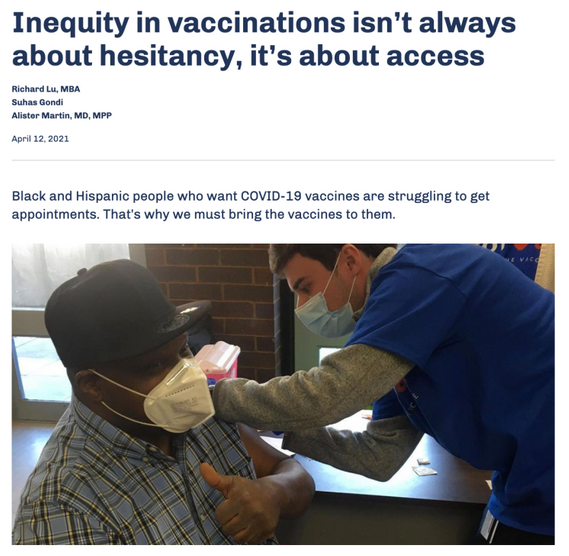 Inequity in vaccinations isn’t always
about hesitancy, it’s about access
Richard Lu, MBA
Suhas Gondi
Alister Martin, MD, MPP
April 12, 2021
Black and Hispanic people who want COVID-19 vaccines are struggling to get
appointments. That’s why we must bring the vaccines to them.